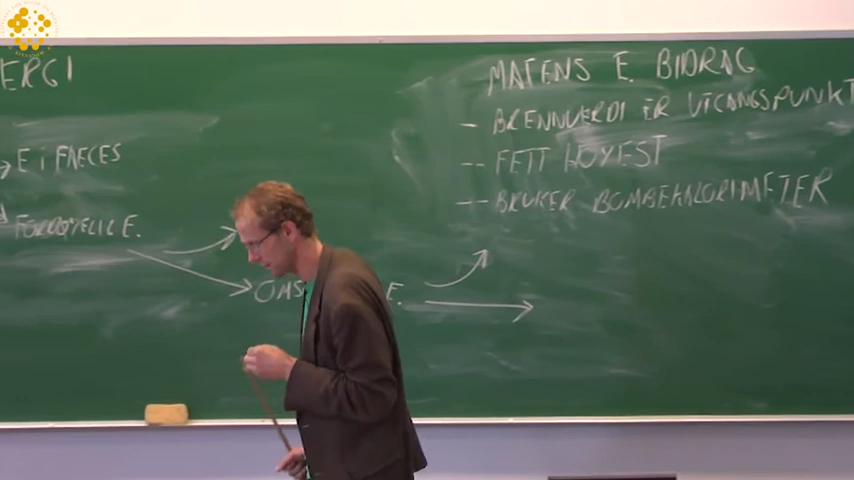 ERGI
E i FAECES
FORDØYELIG E.
OMS E.
MATENS E. BIDRAG
- BRENNVERDI ER UTGANGSPUNKT
- FETT HØYEST
- BRUKER BOMBEKALORIMETER